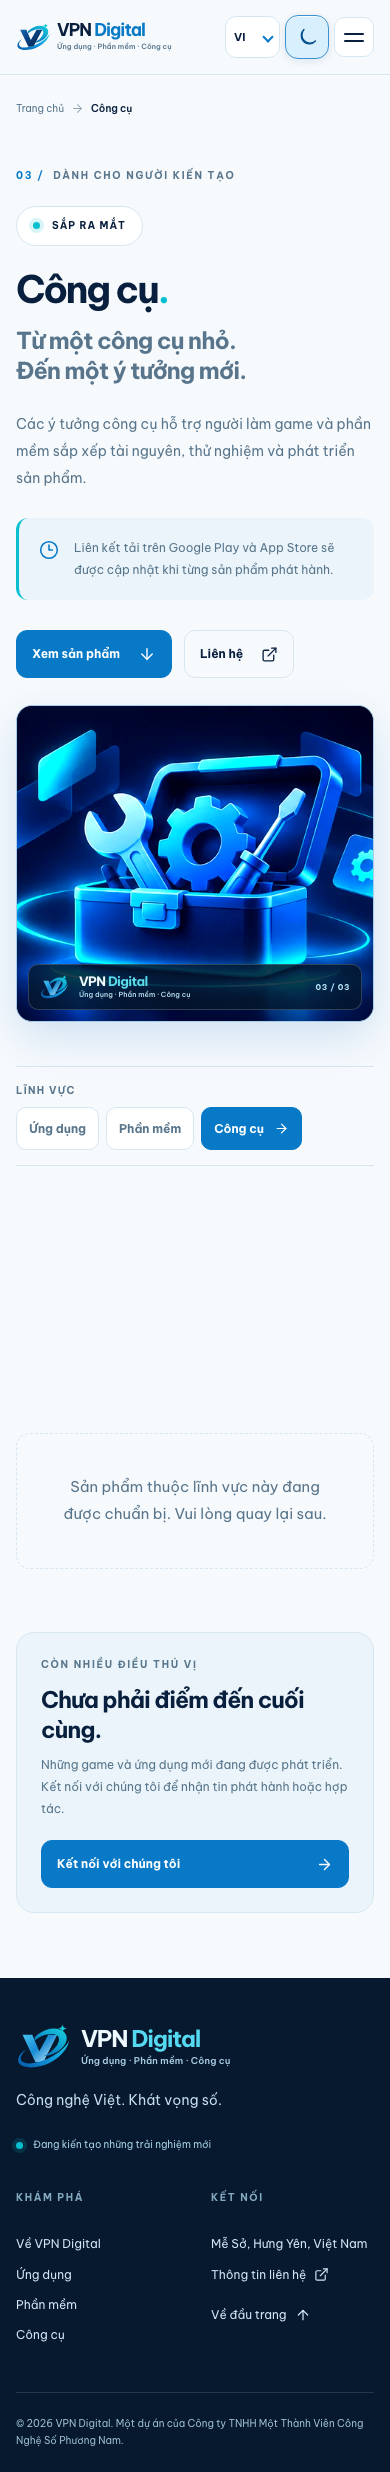 VPN Digital
Ứng dụng · Phần mềm · Công cụ
VI
Trang chủ → Công cụ
03 / DÀNH CHO NGƯỜI KIẾN TẠO
SẮP RA MẮT
Công cụ.
Từ một công cụ nhỏ.
Đến một ý tưởng mới.
Các ý tưởng công cụ hỗ trợ người làm game và phần
mềm sắp xếp tài nguyên, thử nghiệm và phát triển
sản phẩm.
Liên kết tải trên Google Play và App Store sẽ
được cập nhật khi từng sản phẩm phát hành.
Xem sản phẩm ↓ Liên hệ
VPN Digital
Ứng dụng · Phần mềm · Công cụ
03 / 03
LĨNH VỰC
Ứng dụng Phần mềm Công cụ →
Sản phẩm thuộc lĩnh vực này đang
được chuẩn bị. Vui lòng quay lại sau.
CÒN NHIỀU ĐIỀU THÚ VỊ
Chưa phải điểm đến cuối
cùng.
Những game và ứng dụng mới đang được phát triển.
Kết nối với chúng tôi để nhận tin phát hành hoặc hợp
tác.
Kết nối với chúng tôi →
VPN Digital
Ứng dụng · Phần mềm · Công cụ
Công nghệ Việt. Khát vọng số.
Đang kiến tạo những trải nghiệm mới
KHÁM PHÁ
Về VPN Digital
Ứng dụng
Phần mềm
Công cụ
KẾT NỐI
Mễ Sở, Hưng Yên, Việt Nam
Thông tin liên hệ
Về đầu trang ↑
© 2026 VPN Digital. Một dự án của Công ty TNHH Một Thành Viên Công
Nghệ Số Phương Nam.